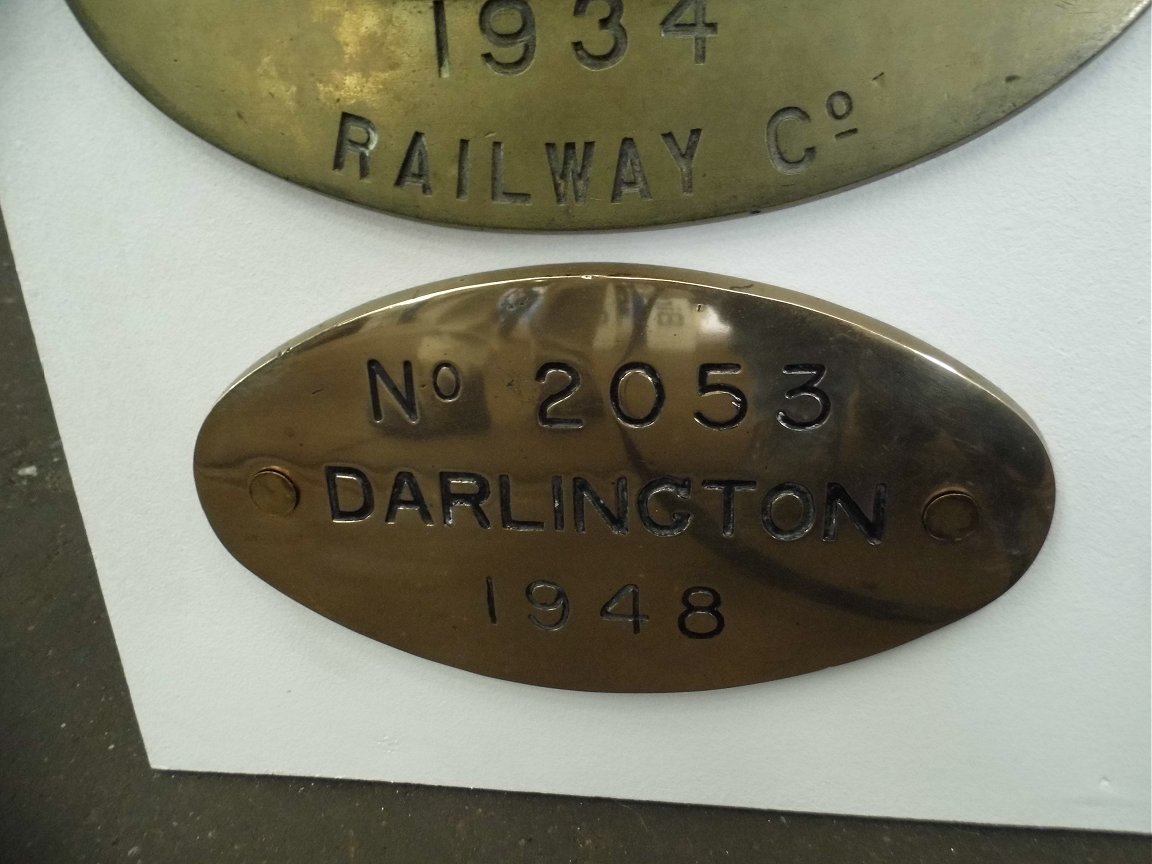 1934
RAILWAY Cº
Nº 2053
DARLINGTON
1948